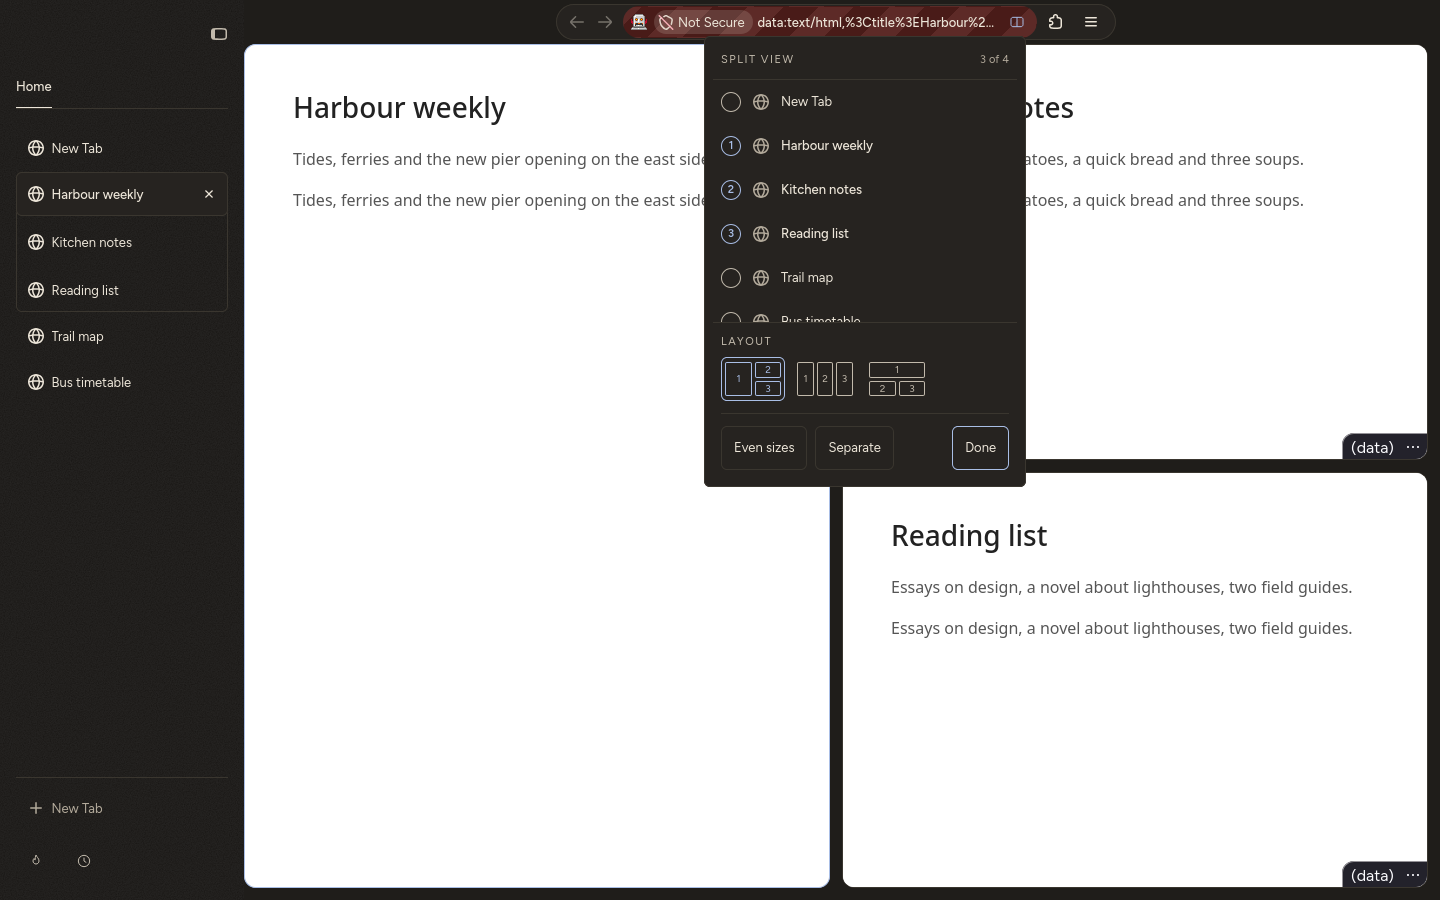 Not Secure data:text/html,%3Ctitle%3EHarbour%2...
Home
New Tab
Harbour weekly
Kitchen notes
Reading list
Trail map
Bus timetable
New Tab
Harbour weekly
Tides, ferries and the new pier opening on the east side
Tides, ferries and the new pier opening on the east side
SPLIT VIEW 3 of 4
New Tab
1 Harbour weekly
2 Kitchen notes
3 Reading list
Trail map
Bus timetable
LAYOUT
1 2 3
1 2 3
1 2 3
Even sizes Separate Done
otes
atoes, a quick bread and three soups.
atoes, a quick bread and three soups.
(data) ···
Reading list
Essays on design, a novel about lighthouses, two field guides.
Essays on design, a novel about lighthouses, two field guides.
(data) ···